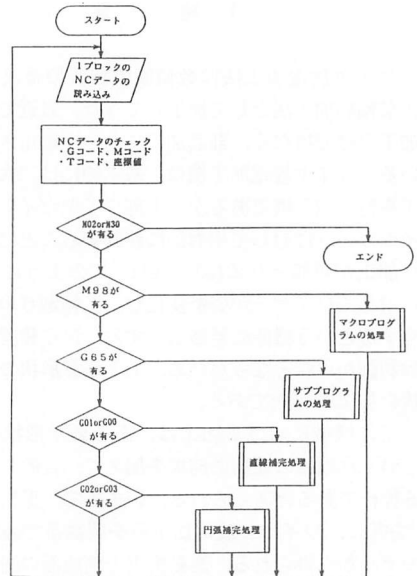 スタート
1ブロックの
NCデータの
読み込み
NCデータのチェック
・Gコード、Mコード
・Tコード、座標値
M02orM30
が有る
エンド
M98が
有る
マクロプログ
ラムの処理
G65が
有る
サブプログ
ラムの処理
G01orG00
が有る
直線補完処理
G02orG03
が有る
円弧補完処理